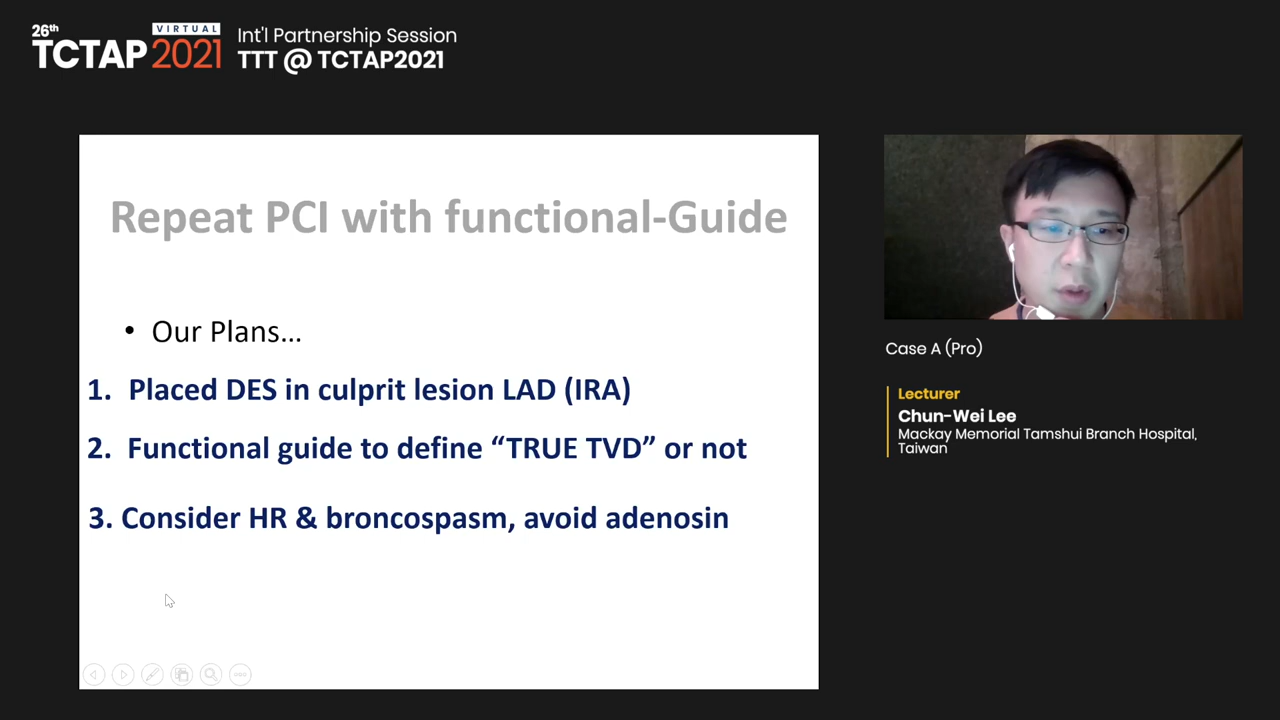 26th
TCTAP
VIRTUAL
2021
Int'l Partnership Session
TTT @ TCTAP2021
Repeat PCI with functional-Guide
• Our Plans...
1. Placed DES in culprit lesion LAD (IRA)
2. Functional guide to define “TRUE TVD” or not
3. Consider HR & broncospasm, avoid adenosin
Case A (Pro)
Lecturer
Chun-Wei Lee
Mackay Memorial Tamshui Branch Hospital,
Taiwan